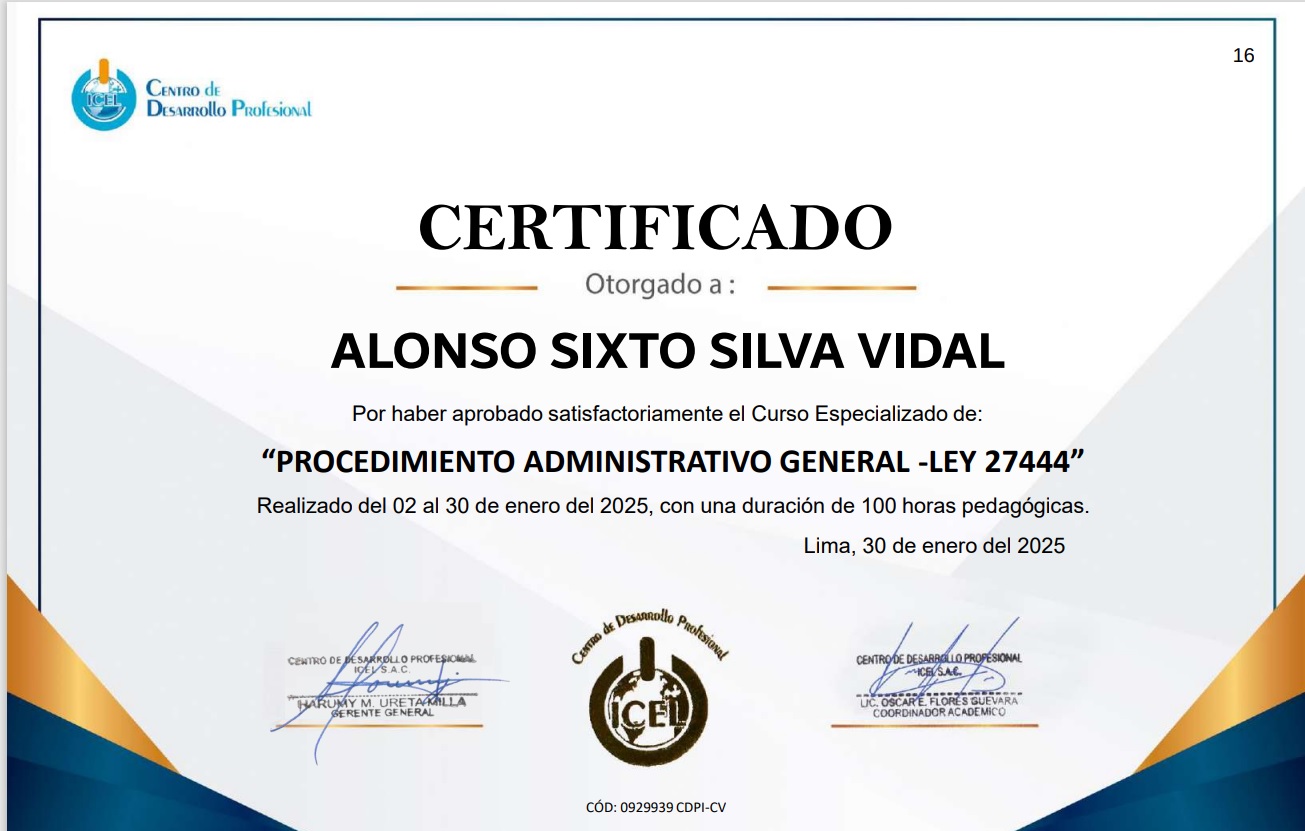 16
ICEL
CENTRO de
DESARROLLO PROFESIONAL
CERTIFICADO
Otorgado a :
ALONSO SIXTO SILVA VIDAL
Por haber aprobado satisfactoriamente el Curso Especializado de:
“PROCEDIMIENTO ADMINISTRATIVO GENERAL -LEY 27444”
Realizado del 02 al 30 de enero del 2025, con una duración de 100 horas pedagógicas.
Lima, 30 de enero del 2025
CENTRO DE DESARROLLO PROFESIONAL
ICEL S.A.C.
HARUMY M. URETA MILLA
GERENTE GENERAL
Centro de Desarrollo Profesional
ICEL
CENTRO DE DESARROLLO PROFESIONAL
ICEL S.A.C.
LIC. OSCAR E. FLORES GUEVARA
COORDINADOR ACADEMICO
CÓD: 0929939 CDPI-CV